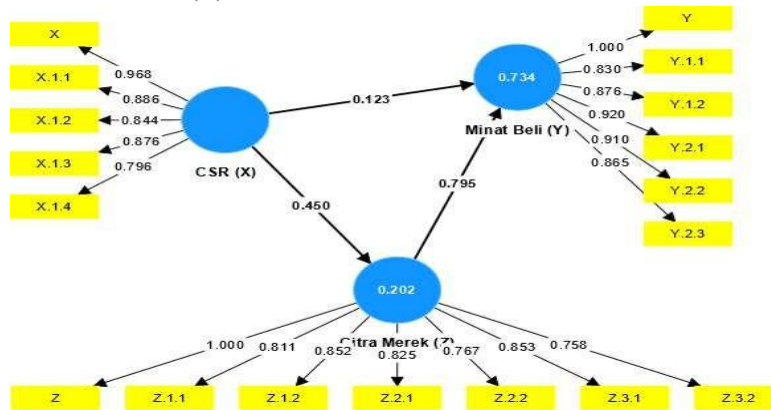 X
X.1.1
X.1.2
X.1.3
X.1.4
0.968
0.886
0.844
0.876
0.796
CSR (X)
0.123
0.450
0.795
0.734
Minat Beli (Y)
1.000
0.830
0.876
0.920
0.910
0.865
Y
Y.1.1
Y.1.2
Y.2.1
Y.2.2
Y.2.3
0.202
Citra Merek (Z)
1.000
0.811
0.852
0.825
0.767
0.853
0.758
Z
Z.1.1
Z.1.2
Z.2.1
Z.2.2
Z.3.1
Z.3.2